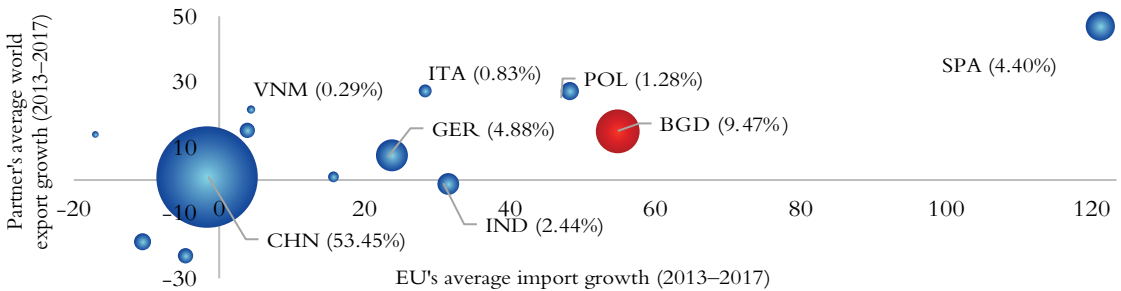 Partner's average world
export growth (2013–2017)
50
30
10
–10
–30
–20
0
20
40
60
80
100
120
SPA (4.40%)
ITA (0.83%)
POL (1.28%)
VNM (0.29%)
BGD (9.47%)
GER (4.88%)
IND (2.44%)
CHN (53.45%)
EU's average import growth (2013–2017)